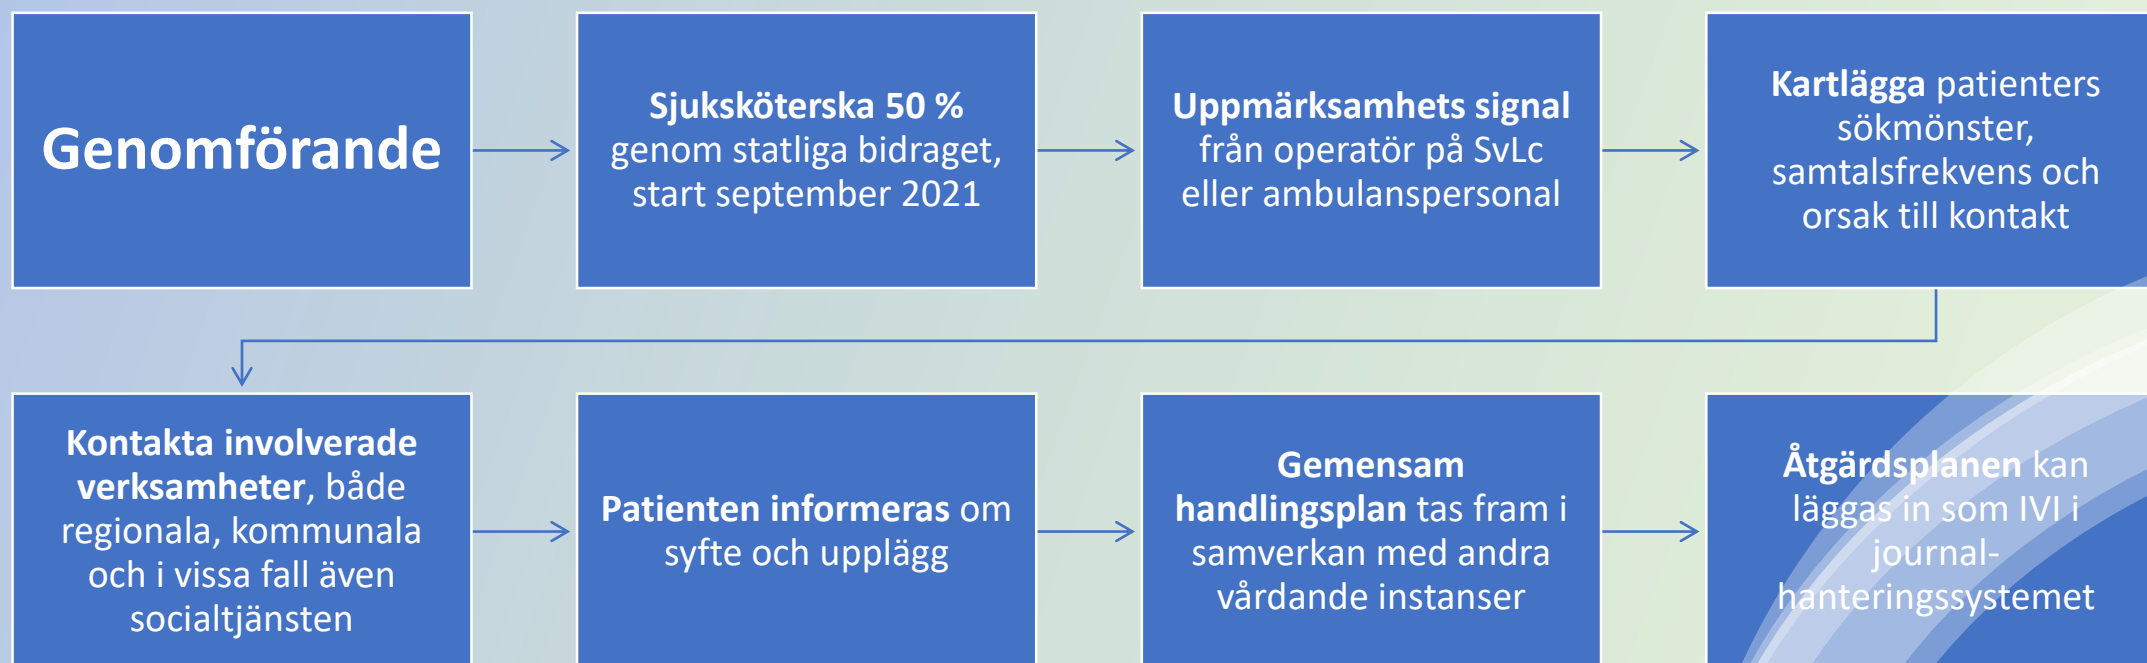 Genomförande
Sjuksköterska 50 %
genom statliga bidraget,
start september 2021
Uppmärksamhets signal
från operatör på SvLc
eller ambulanspersonal
Kartlägga patienters
sökmönster,
samtalsfrekvens och
orsak till kontakt
Kontakta involverade
verksamheter, både
regionala, kommunala
och i vissa fall även
socialtjänsten
Patienten informeras om
syfte och upplägg
Gemensam
handlingsplan tas fram i
samverkan med andra
vårdande instanser
Åtgärdsplanen kan
läggas in som IVI i
journal-
hanteringssystemet